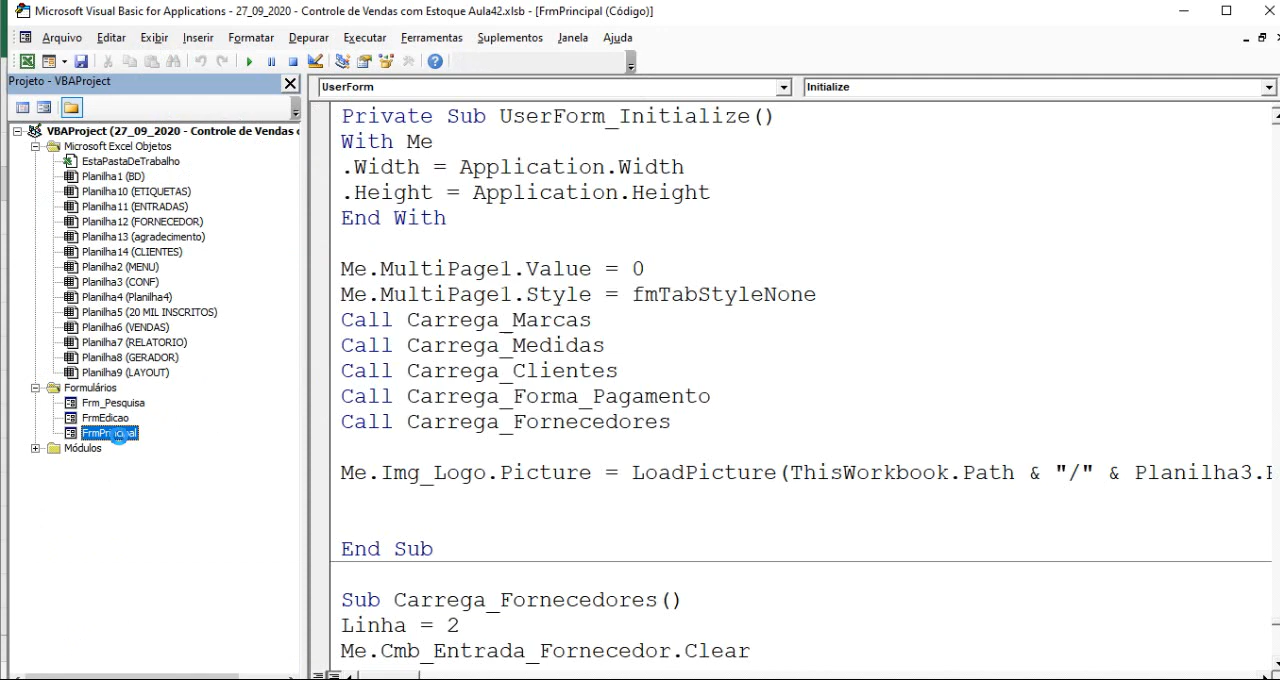 Microsoft Visual Basic for Applications - 27_09_2020 - Controle de Vendas com Estoque Aula42.xlsb - [FrmPrincipal (Código)]
Arquivo Editar Exibir Inserir Formatar Depurar Executar Ferramentas Suplementos Janela Ajuda
Projeto - VBAProject
UserForm Initialize
VBAProject (27_09_2020 - Controle de Vendas c
Microsoft Excel Objetos
EstaPastaDeTrabalho
Planilha1 (BD)
Planilha10 (ETIQUETAS)
Planilha11 (ENTRADAS)
Planilha12 (FORNECEDOR)
Planilha13 (agradecimento)
Planilha14 (CLIENTES)
Planilha2 (MENU)
Planilha3 (CONF)
Planilha4 (Planilha4)
Planilha5 (20 MIL INSCRITOS)
Planilha6 (VENDAS)
Planilha7 (RELATORIO)
Planilha8 (GERADOR)
Planilha9 (LAYOUT)
Formulários
Frm_Pesquisa
FrmEdicao
FrmPrincipal
Módulos
Private Sub UserForm_Initialize()
With Me
.Width = Application.Width
.Height = Application.Height
End With
Me.MultiPage1.Value = 0
Me.MultiPage1.Style = fmTabStyleNone
Call Carrega_Marcas
Call Carrega_Medidas
Call Carrega_Clientes
Call Carrega_Forma_Pagamento
Call Carrega_Fornecedores
Me.Img_Logo.Picture = LoadPicture(ThisWorkbook.Path & "/" & Planilha3.
End Sub
Sub Carrega_Fornecedores()
Linha = 2
Me.Cmb_Entrada_Fornecedor.Clear